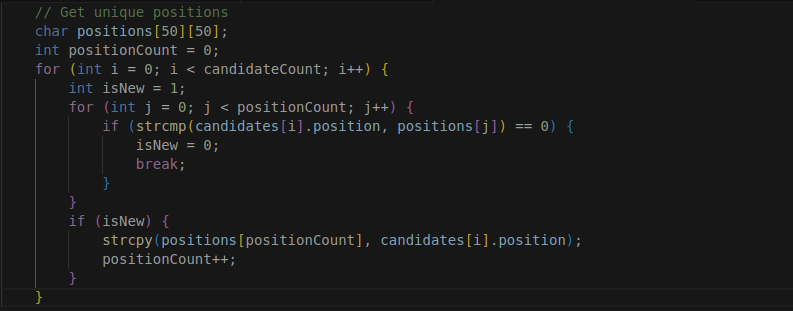 // Get unique positions
char positions[50][50];
int positionCount = 0;
for (int i = 0; i < candidateCount; i++) {
    int isNew = 1;
    for (int j = 0; j < positionCount; j++) {
        if (strcmp(candidates[i].position, positions[j]) == 0) {
            isNew = 0;
            break;
        }
    }
    if (isNew) {
        strcpy(positions[positionCount], candidates[i].position);
        positionCount++;
    }
}